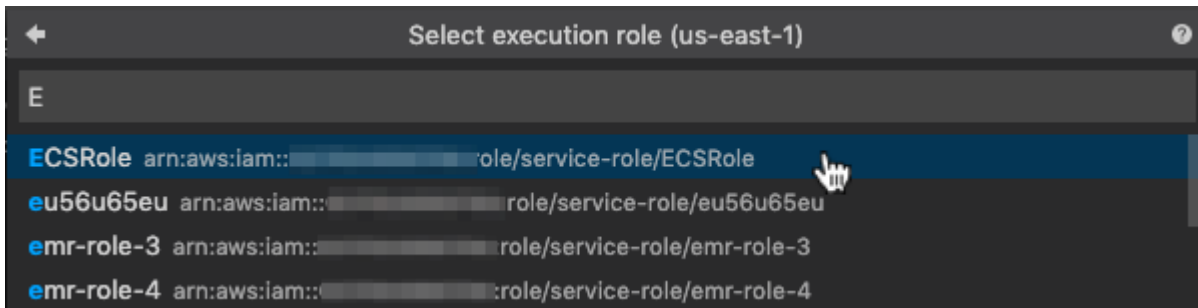 Select execution role (us-east-1)
E
ECSRole arn:aws:iam:: role/service-role/ECSRole
eu56u65eu arn:aws:iam:: role/service-role/eu56u65eu
emr-role-3 arn:aws:iam:: :role/service-role/emr-role-3
emr-role-4 arn:aws:iam:: :role/service-role/emr-role-4